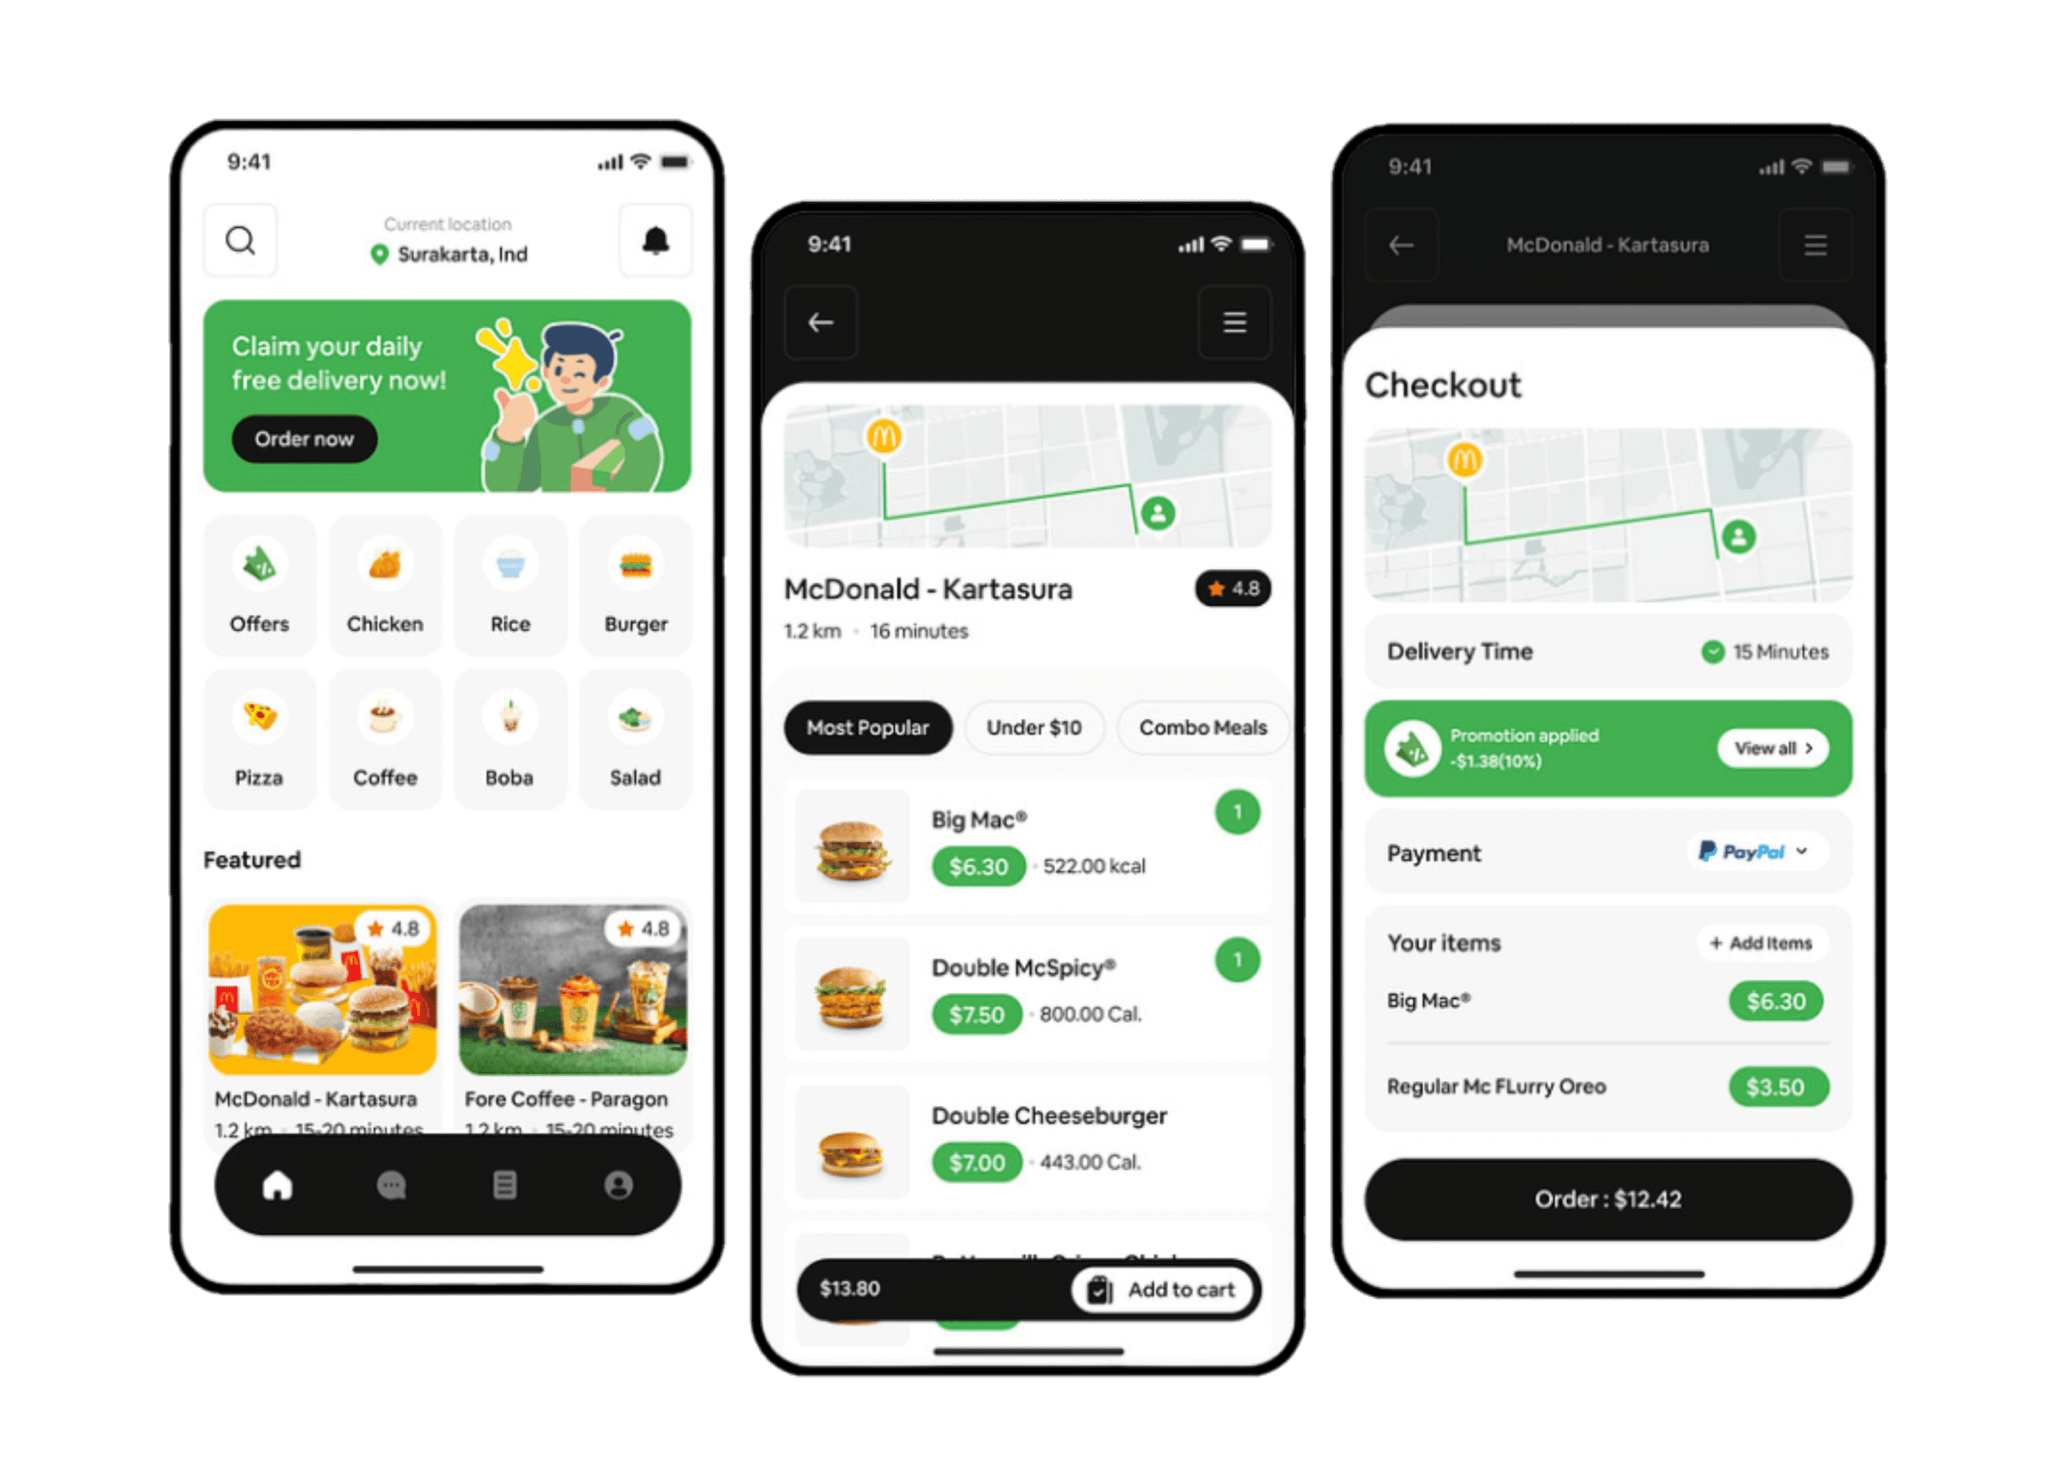 9:41
Current location
Surakarta, Ind
Claim your daily
free delivery now!
Order now
Offers
Chicken
Rice
Burger
Pizza
Coffee
Boba
Salad
Featured
4.8
4.8
McDonald - Kartasura
Fore Coffee - Paragon
1.2 km · 15-20 minutes
1.2 km · 15-20 minutes
9:41
McDonald - Kartasura
4.8
1.2 km · 16 minutes
Most Popular
Under $10
Combo Meals
Big Mac®
1
$6.30 · 522.00 kcal
Double McSpicy®
1
$7.50 · 800.00 Cal.
Double Cheeseburger
$7.00 · 443.00 Cal.
$13.80
Add to cart
9:41
McDonald - Kartasura
Checkout
Delivery Time
15 Minutes
Promotion applied
-$1.38(10%)
View all >
Payment
PayPal
Your items
+ Add Items
Big Mac®
$6.30
Regular Mc FLurry Oreo
$3.50
Order : $12.42